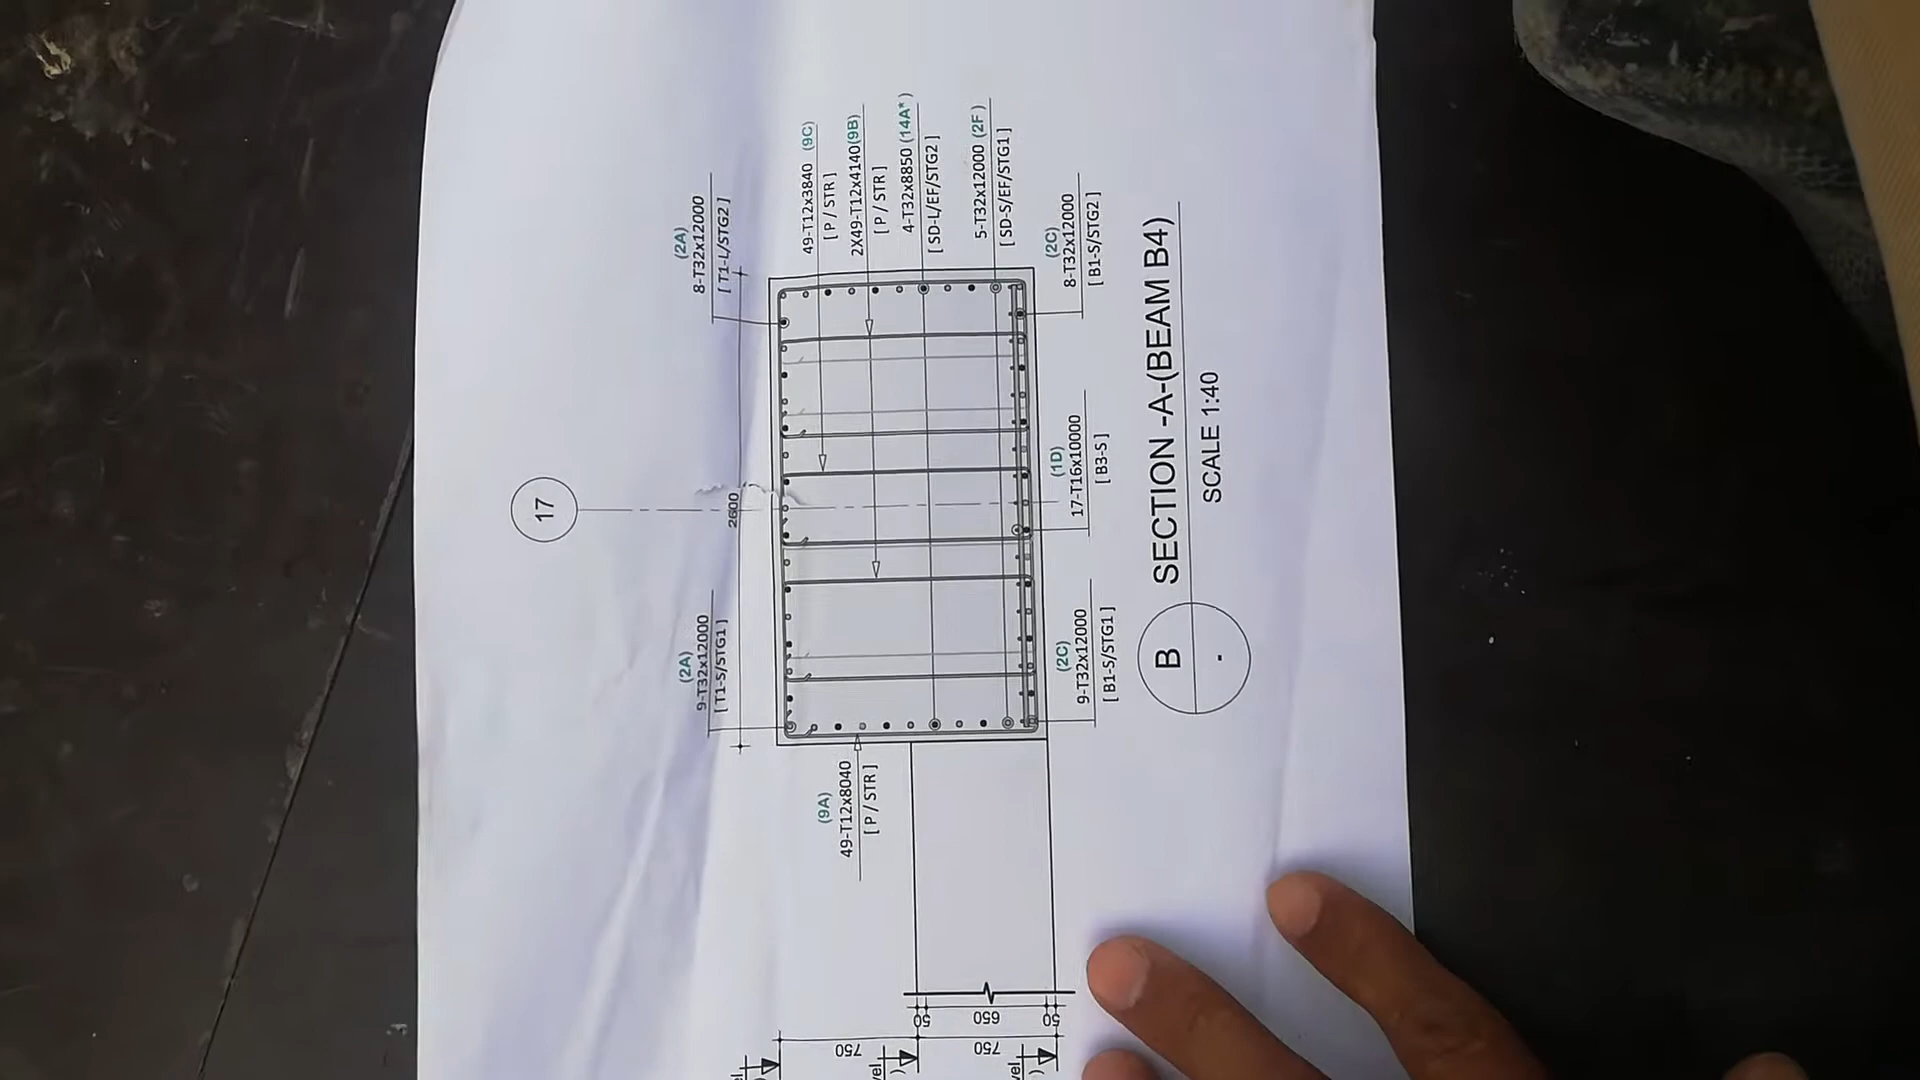 17
2600
(2A)
9-T32x12000
[ T1-S/STG1 ]
(2A)
8-T32x12000
[ T1-L/STG2 ]
49-T12x3840 (9C)
[ P / STR ]
2X49-T12x4140(9B)
[ P / STR ]
4-T32x8850 (14A*)
[ SD-L/EF/STG2 ]
5-T32x12000 (2F)
[ SD-S/EF/STG1 ]
(9A)
49-T12x8040
[ P / STR ]
(2C)
9-T32x12000
[ B1-S/STG1 ]
(1D)
17-T16x10000
[ B3-S ]
(2C)
8-T32x12000
[ B1-S/STG2 ]
50
650
50
750
750
B
-
SECTION -A-(BEAM B4)
SCALE 1:40